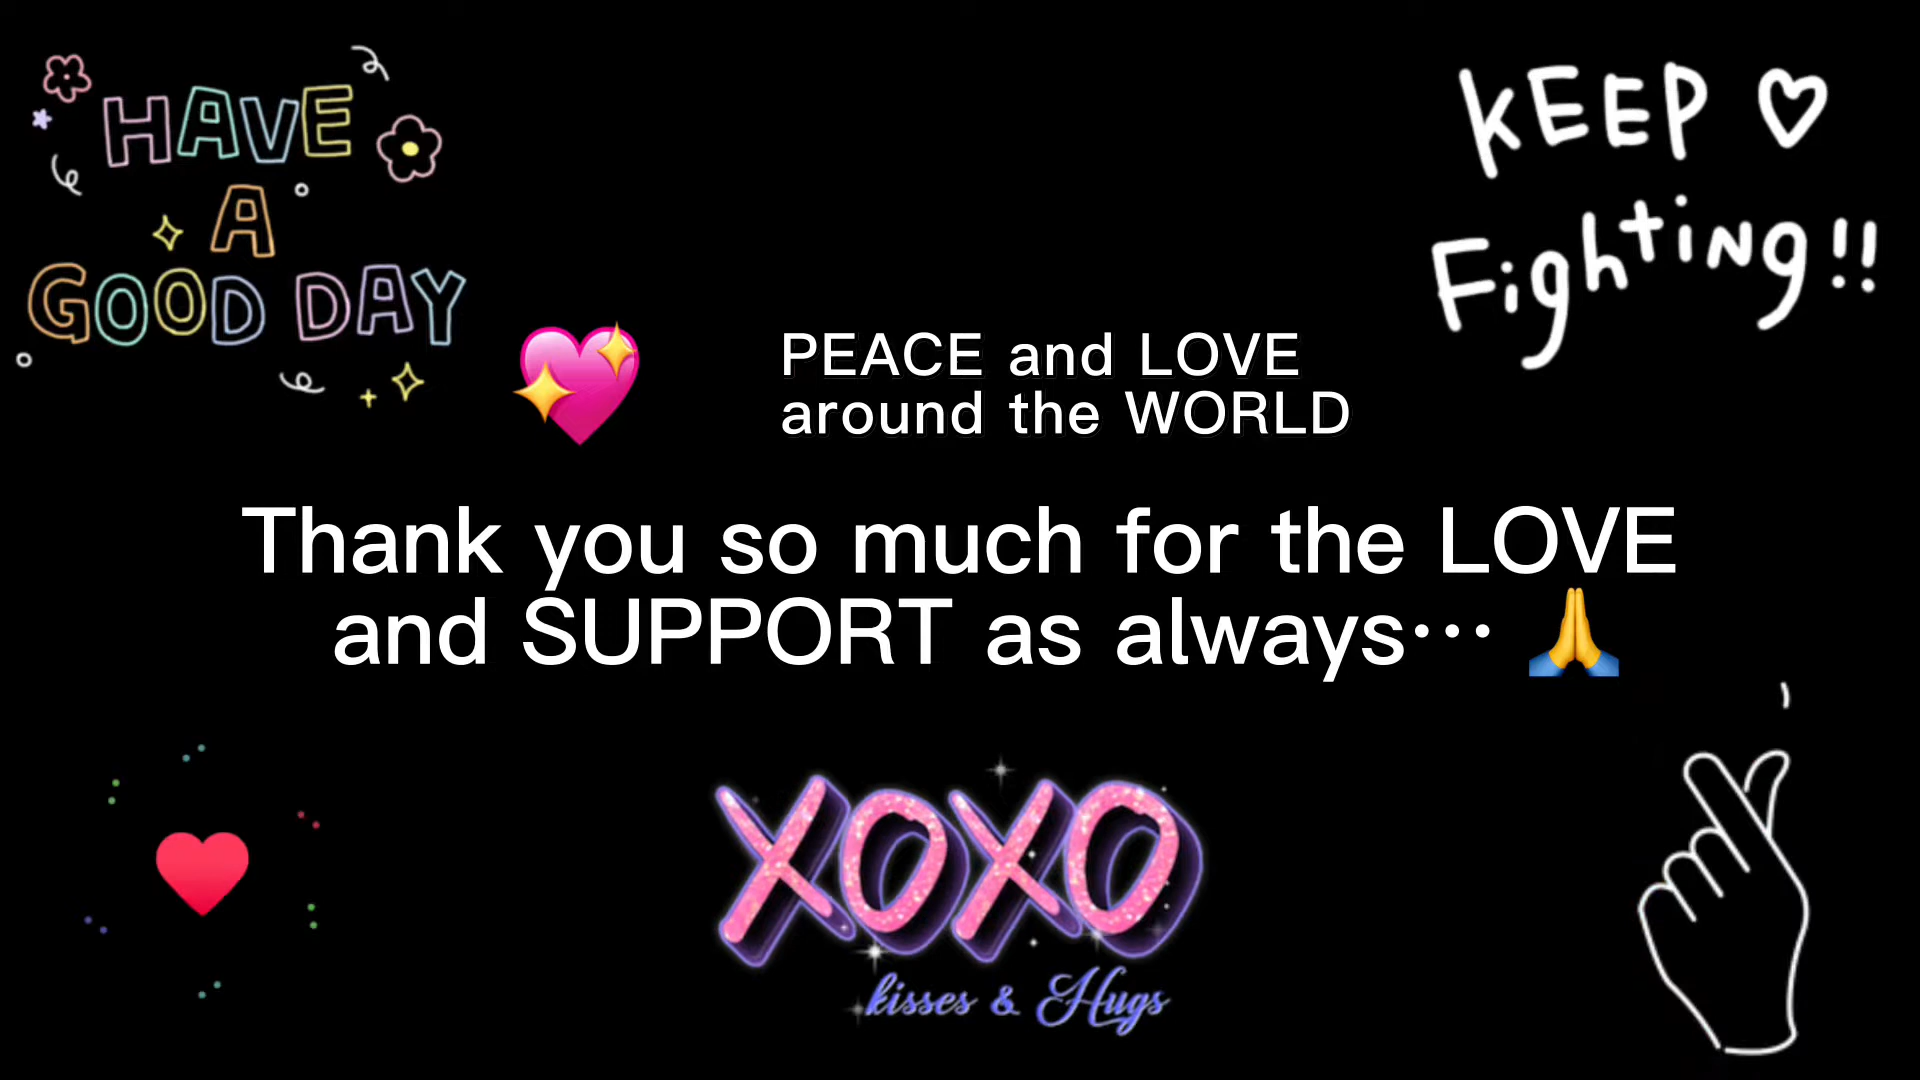 HAVE
A
GOOD DAY
KEEP
Fighting!!
PEACE and LOVE
around the WORLD
Thank you so much for the LOVE
and SUPPORT as always… 🙏
XOXO
kisses & Hugs